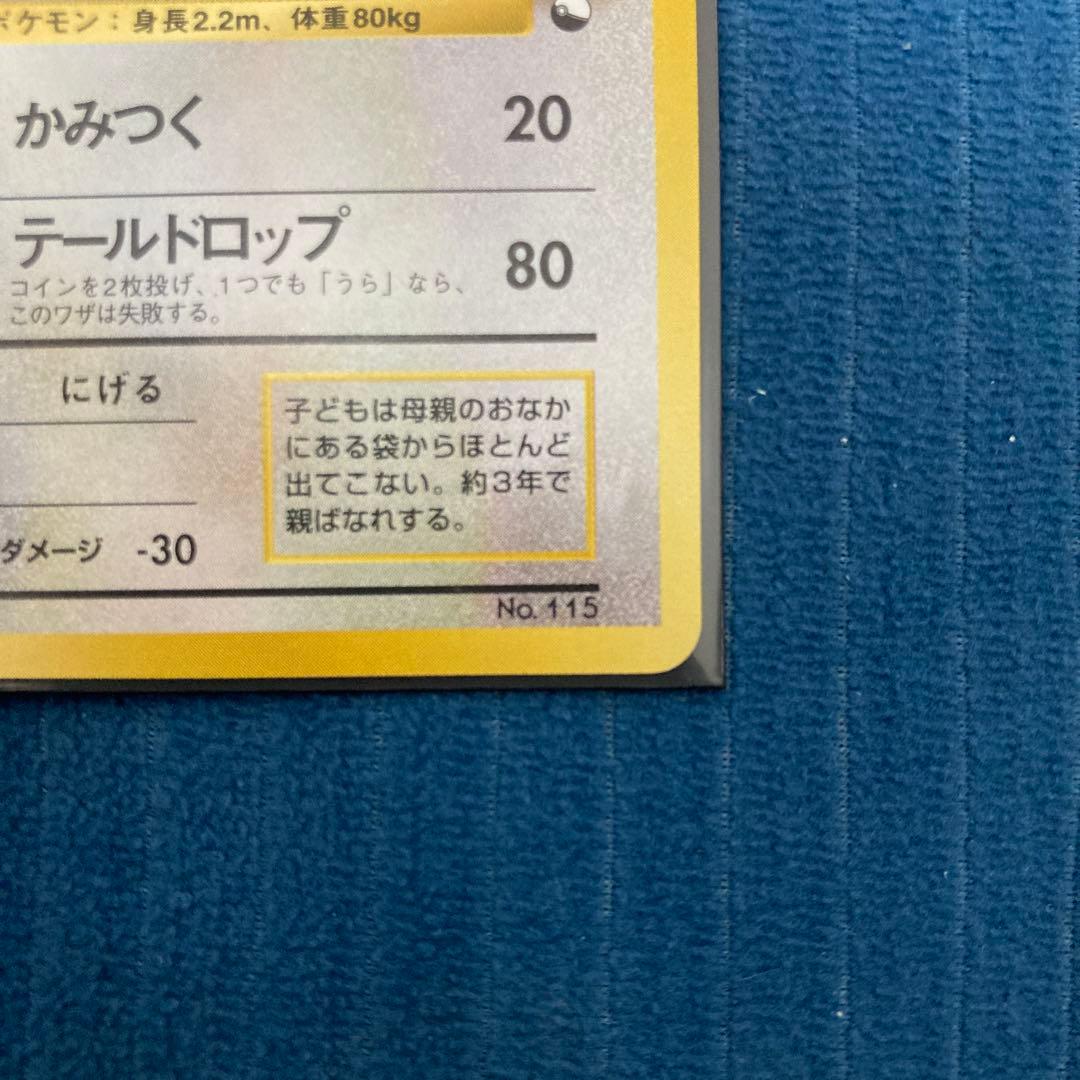 ポケモン：身長2.2m、体重80kg
かみつく 20
テールドロップ 80
コインを2枚投げ、1つでも「うら」なら、
このワザは失敗する。
にげる
子どもは母親のおなか
にある袋からほとんど
出てこない。約3年で
親ばなれする。
ダメージ -30
No. 115